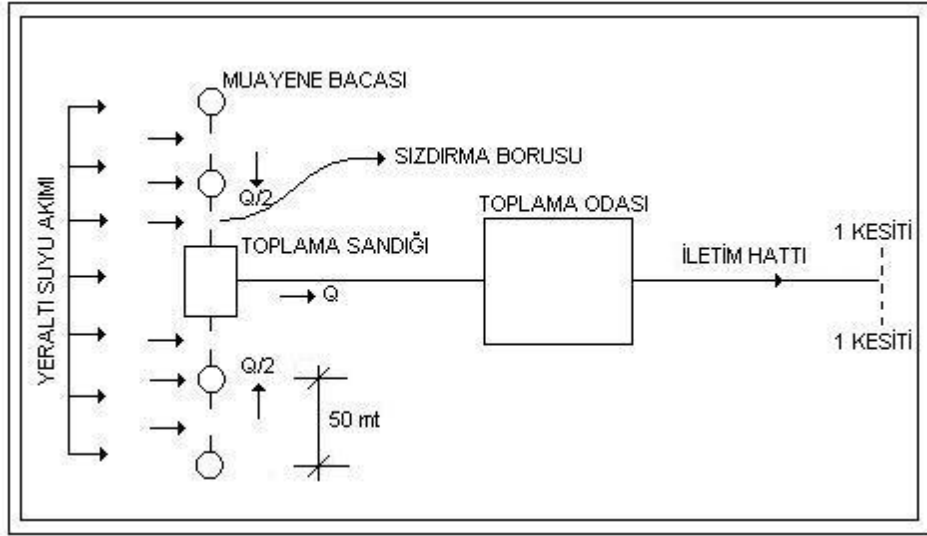 MUAYENE BACASI
SIZDIRMA BORUSU
Q/2
TOPLAMA ODASI
1 KESİTİ
TOPLAMA SANDIĞI
İLETİM HATTI
YERALTI SUYU AKIMI
Q
1 KESİTİ
Q/2
50 mt